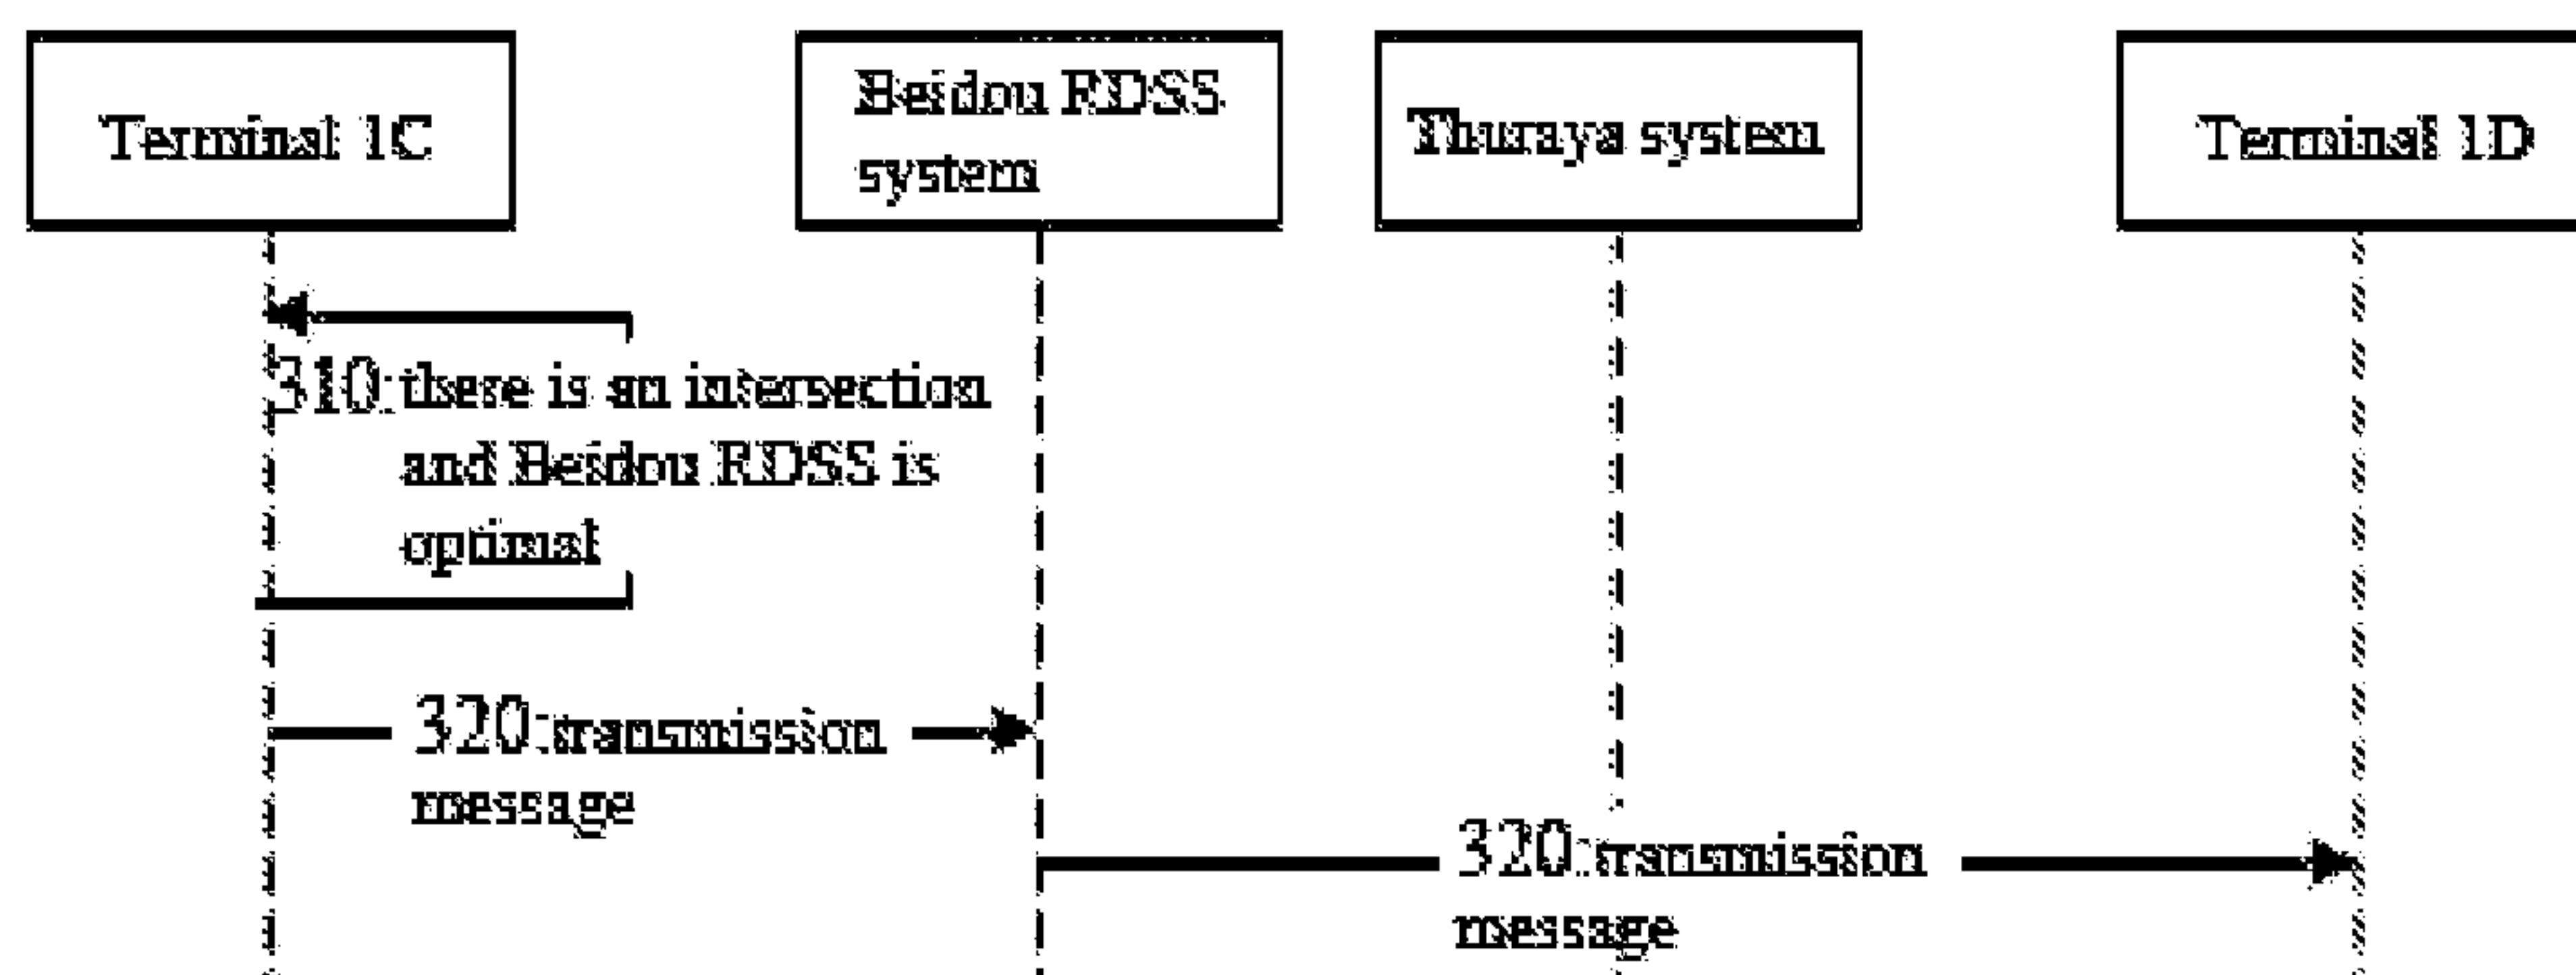 Terminal 1C
Beidou RDSS
system
Thuraya system
Terminal 1D
310:there is an intersection
and Beidou RDSS is
optimal
320:transmission
message
320:transmission
message